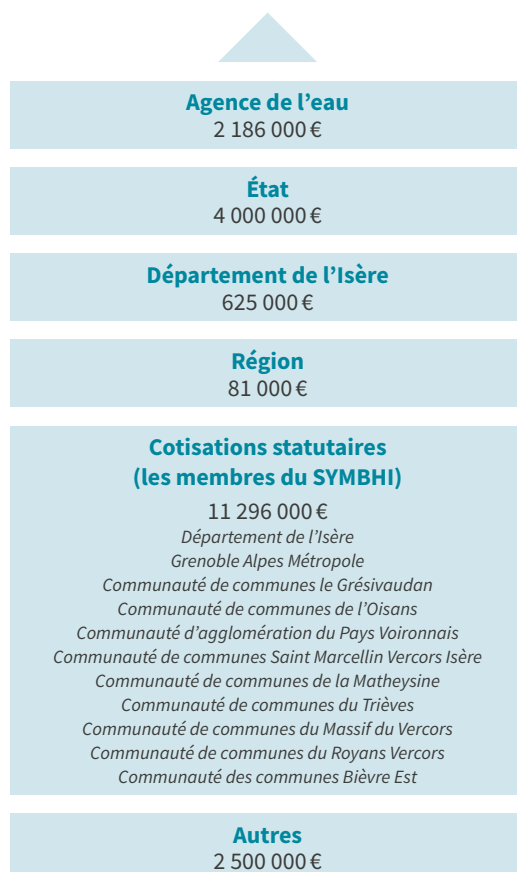 Agence de l’eau
2 186 000 €
État
4 000 000 €
Département de l’Isère
625 000 €
Région
81 000 €
Cotisations statutaires
(les membres du SYMBHI)
11 296 000 €
Département de l’Isère
Grenoble Alpes Métropole
Communauté de communes le Grésivaudan
Communauté de communes de l’Oisans
Communauté d’agglomération du Pays Voironnais
Communauté de communes Saint Marcellin Vercors Isère
Communauté de communes de la Matheysine
Communauté de communes du Trièves
Communauté de communes du Massif du Vercors
Communauté de communes du Royans Vercors
Communauté des communes Bièvre Est
Autres
2 500 000 €